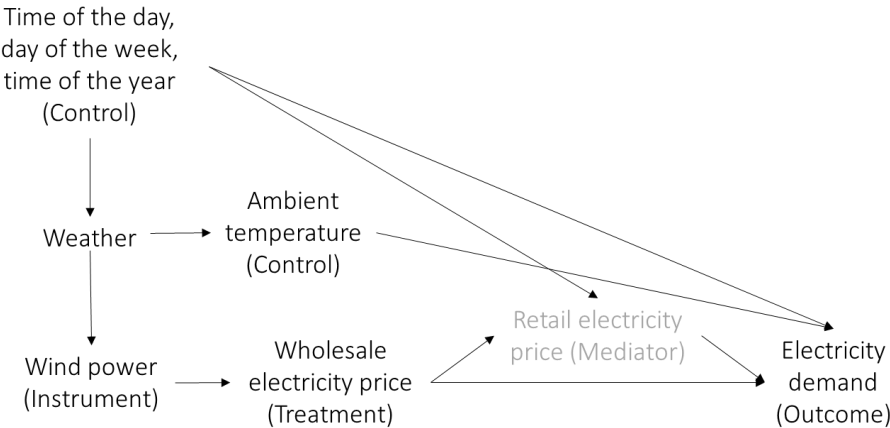 Time of the day,
day of the week,
time of the year
(Control)
Ambient
temperature
(Control)
Weather
Retail electricity
price (Mediator)
Wind power
(Instrument)
Wholesale
electricity price
(Treatment)
Electricity
demand
(Outcome)